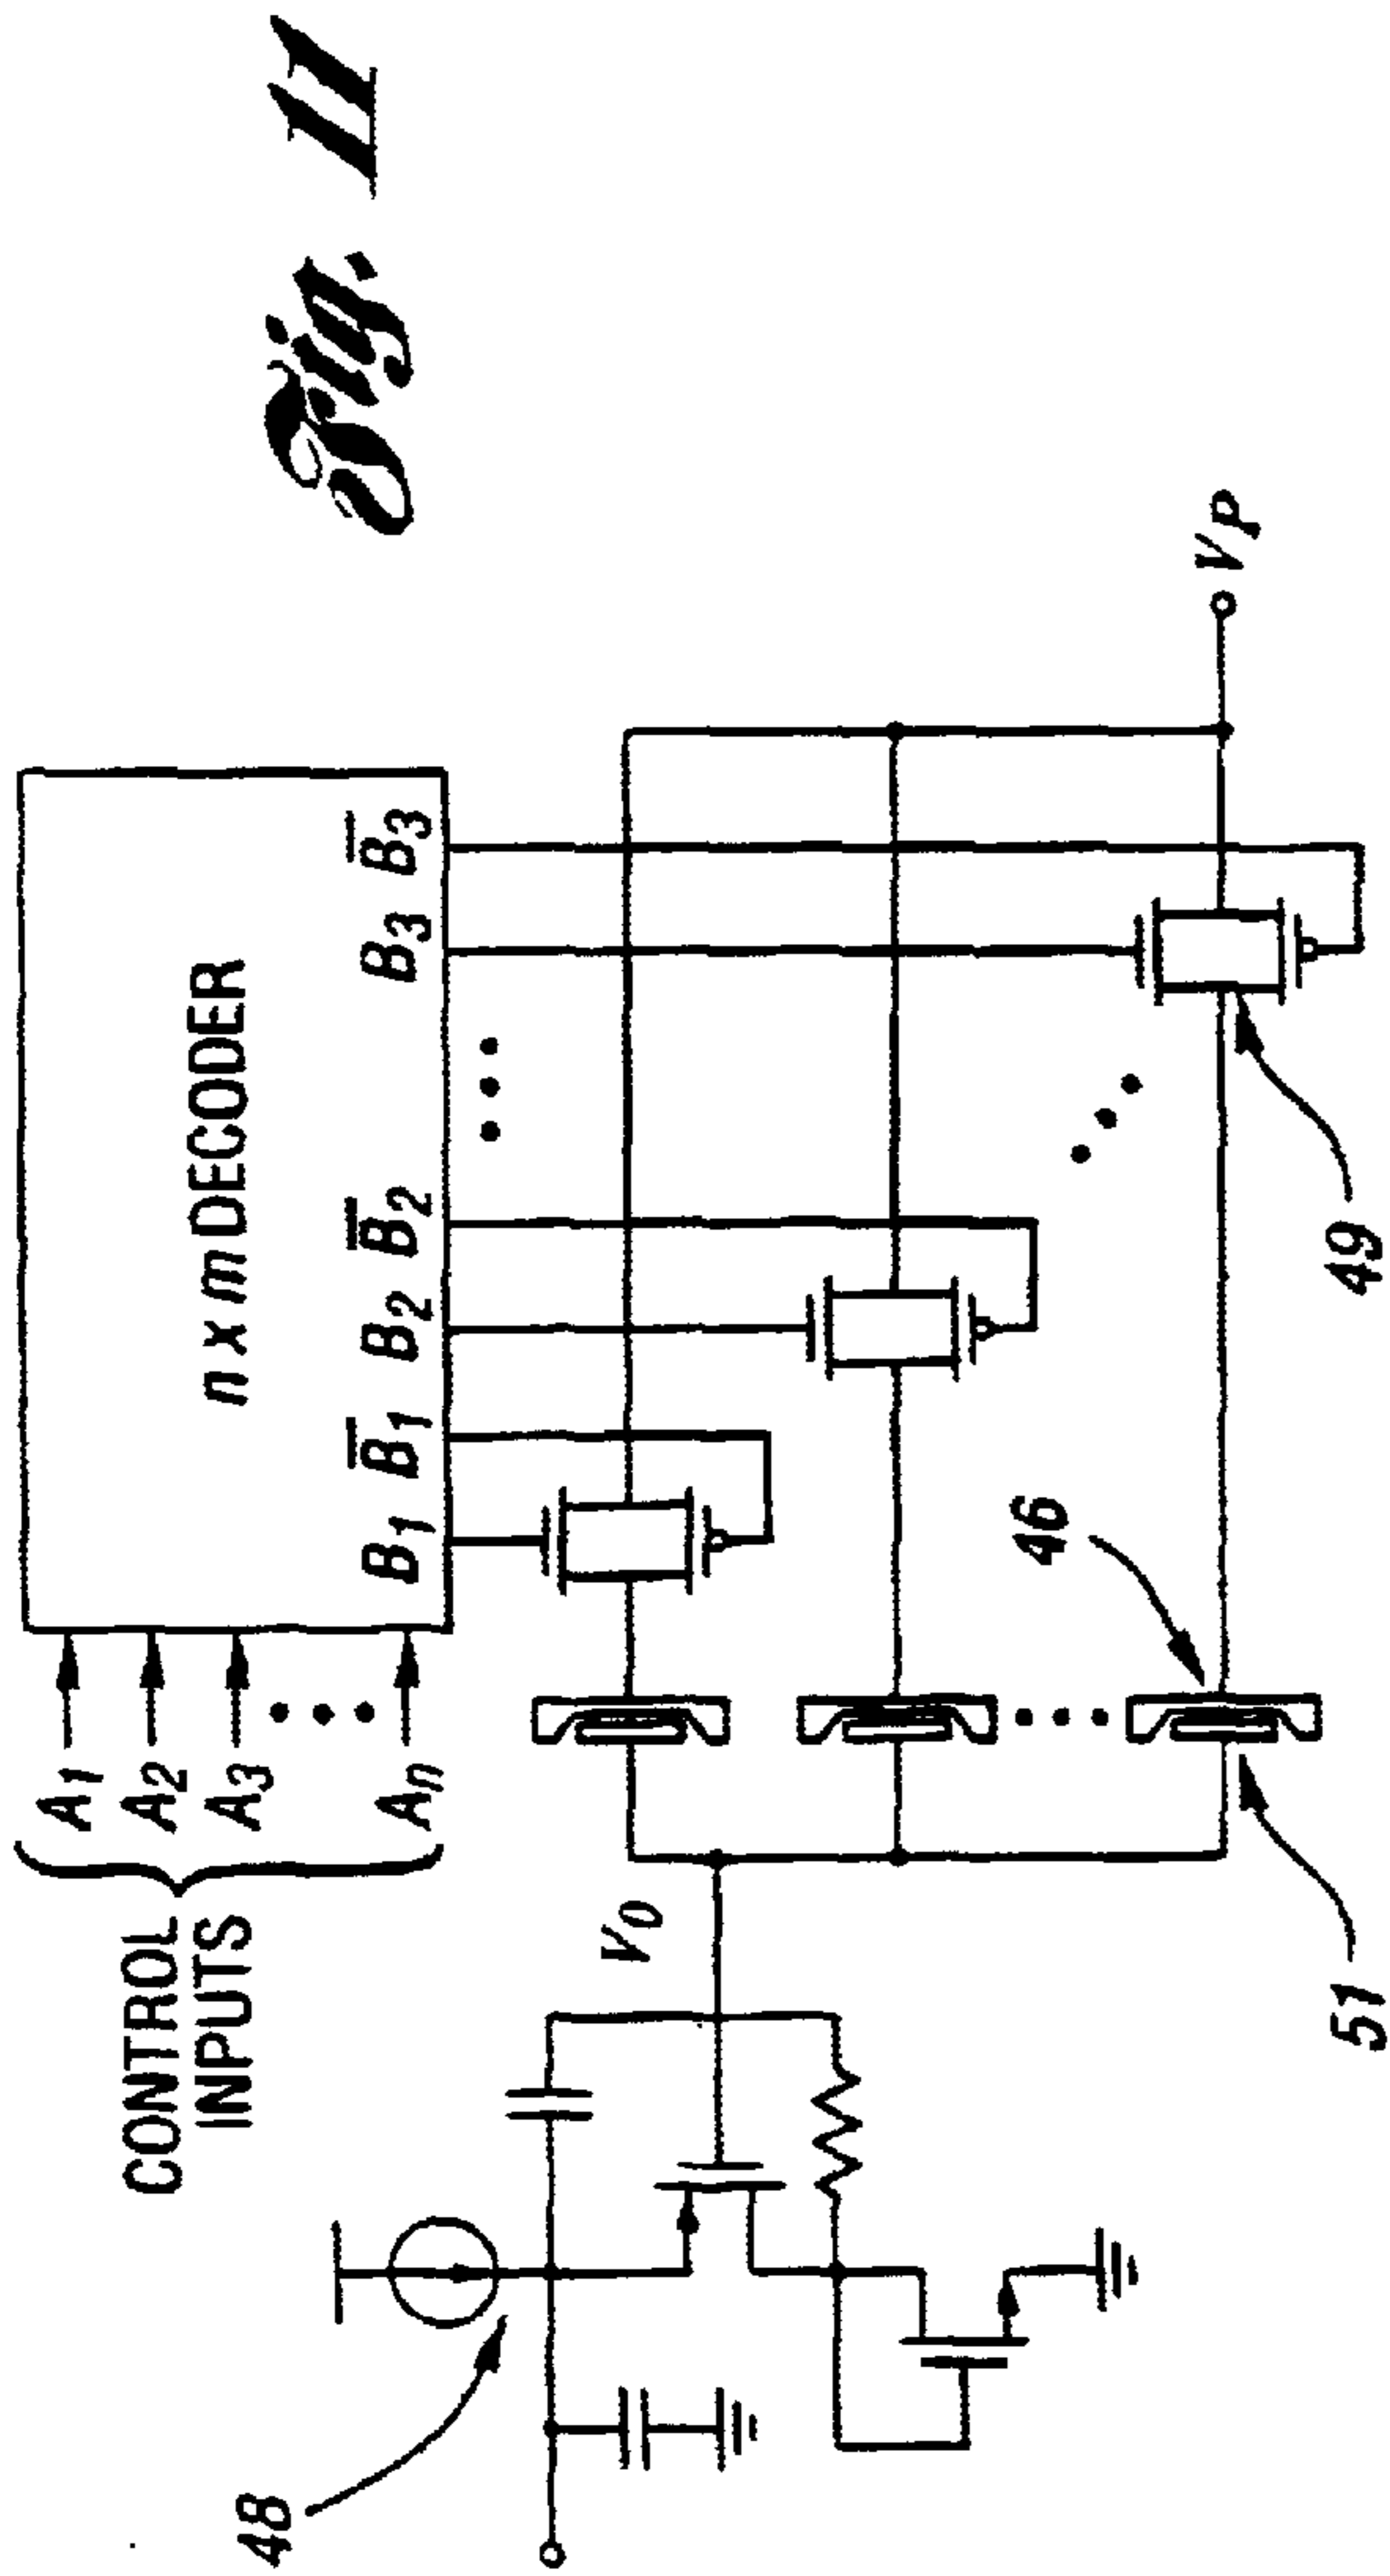 Fig. 11
CONTROL
INPUTS
A1
A2
A3
An
n x m DECODER
B1 B̅1 B2 B̅2 B3 B̅3
V0
VP
48
46
51
49